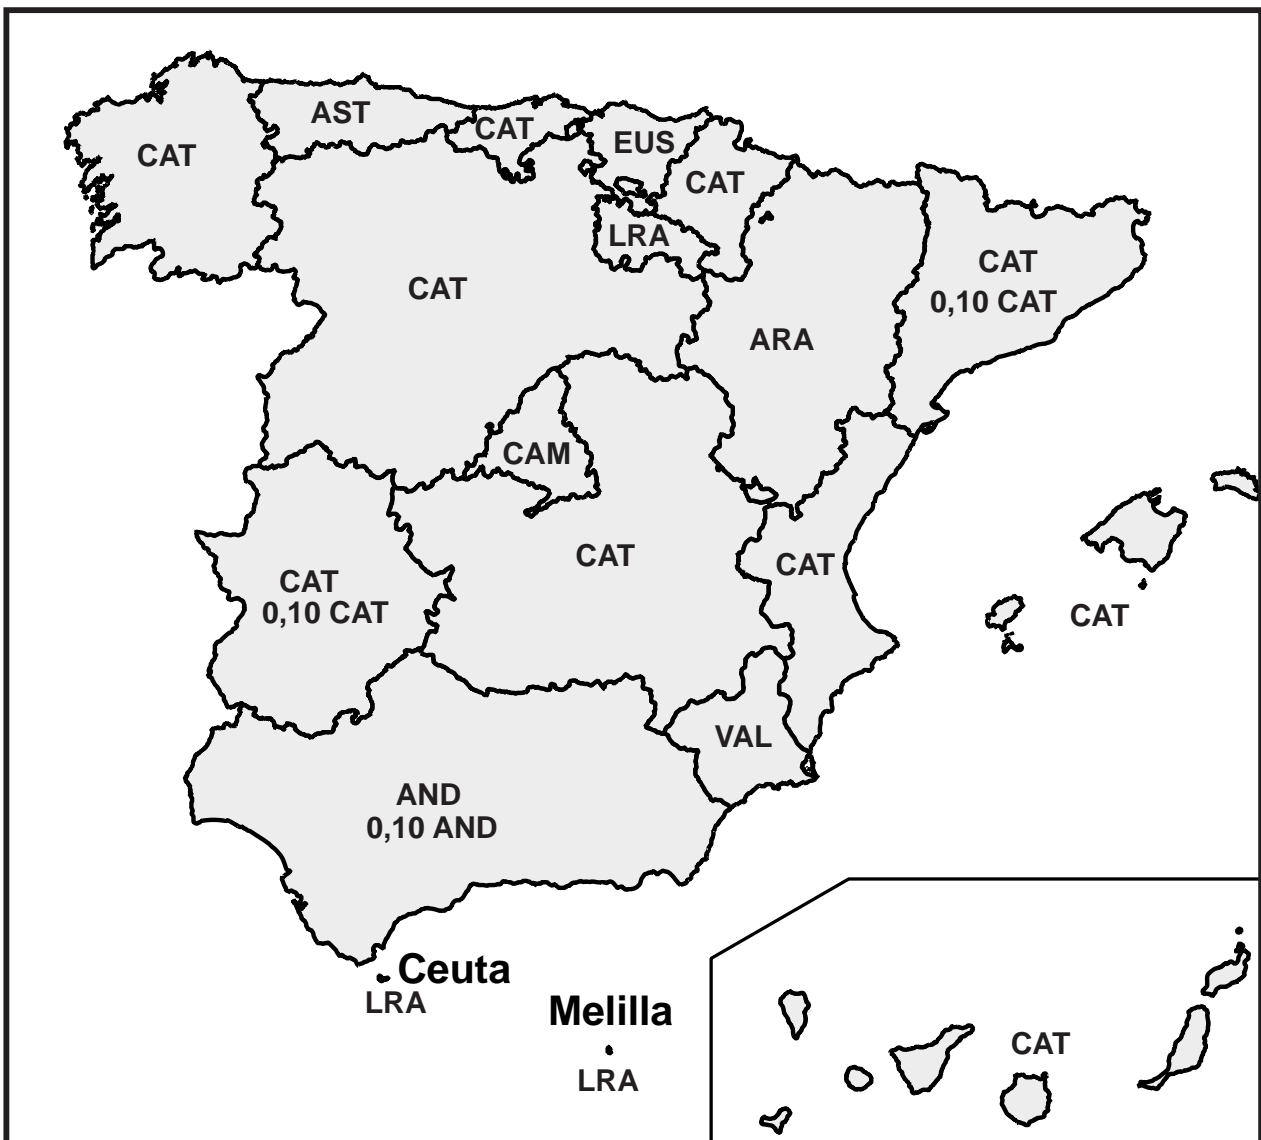 AST
CAT
EUS
CAT
CAT
LRA
CAT
0,10 CAT
CAT
ARA
CAM
CAT
CAT
CAT
0,10 CAT
CAT
VAL
AND
0,10 AND
Ceuta
LRA
Melilla
LRA
CAT